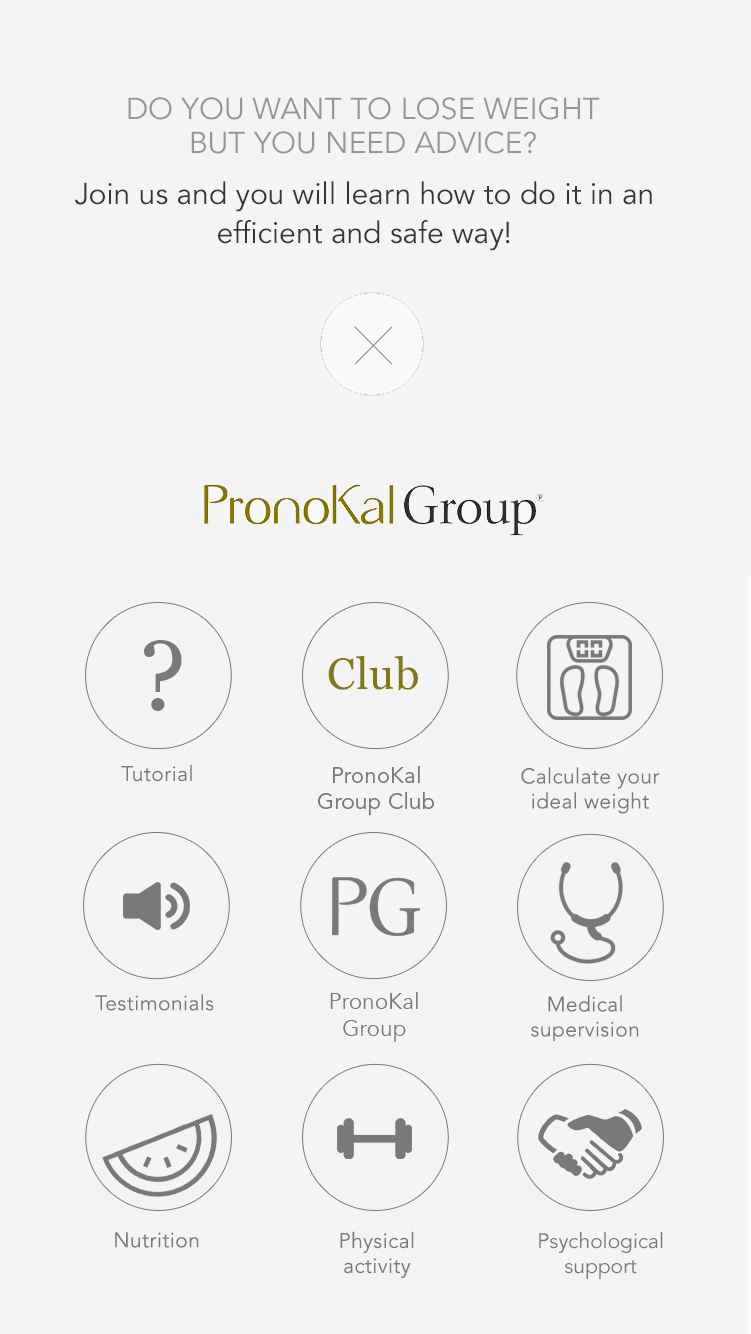 DO YOU WANT TO LOSE WEIGHT
BUT YOU NEED ADVICE?
Join us and you will learn how to do it in an
efficient and safe way!
PronoKal Group®
?
Club
Tutorial
PronoKal
Group Club
Calculate your
ideal weight
PG
Testimonials
PronoKal
Group
Medical
supervision
Nutrition
Physical
activity
Psychological
support